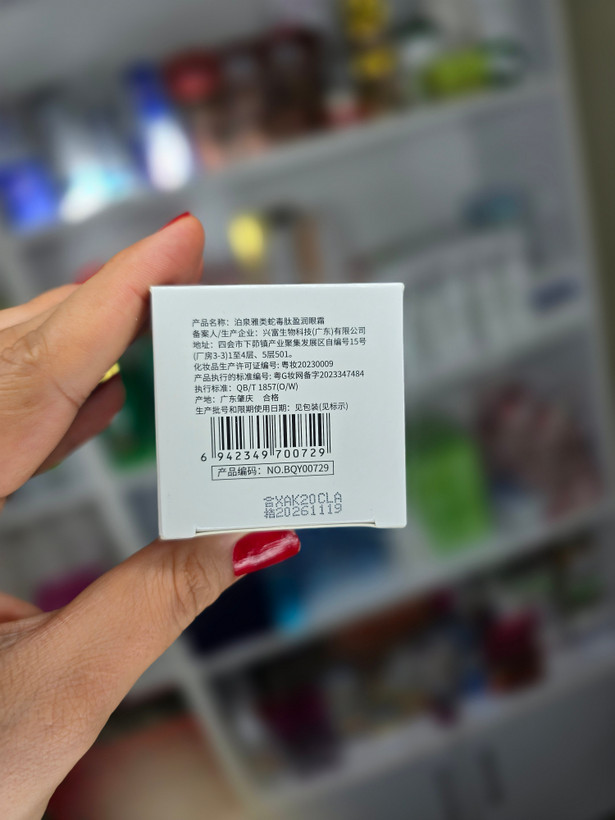 产品名称：泊泉雅类蛇毒肽盈润眼霜
备案人/生产企业：兴富生物科技(广东)有限公司
地址：四会市下茆镇产业聚集发展区自编号15号
(厂房3-3)1至4层、5层501。
化妆品生产许可证编号: 粤妆20230009
产品执行的标准编号: 粤G妆网备字2023347484
执行标准：QB/T 1857(O/W)
产地：广东肇庆 合格
生产批号和限期使用日期：见包装(见标示)
6 942349 700729
产品编码：NO.BQY00729
合格
XAK20CLA
20261119